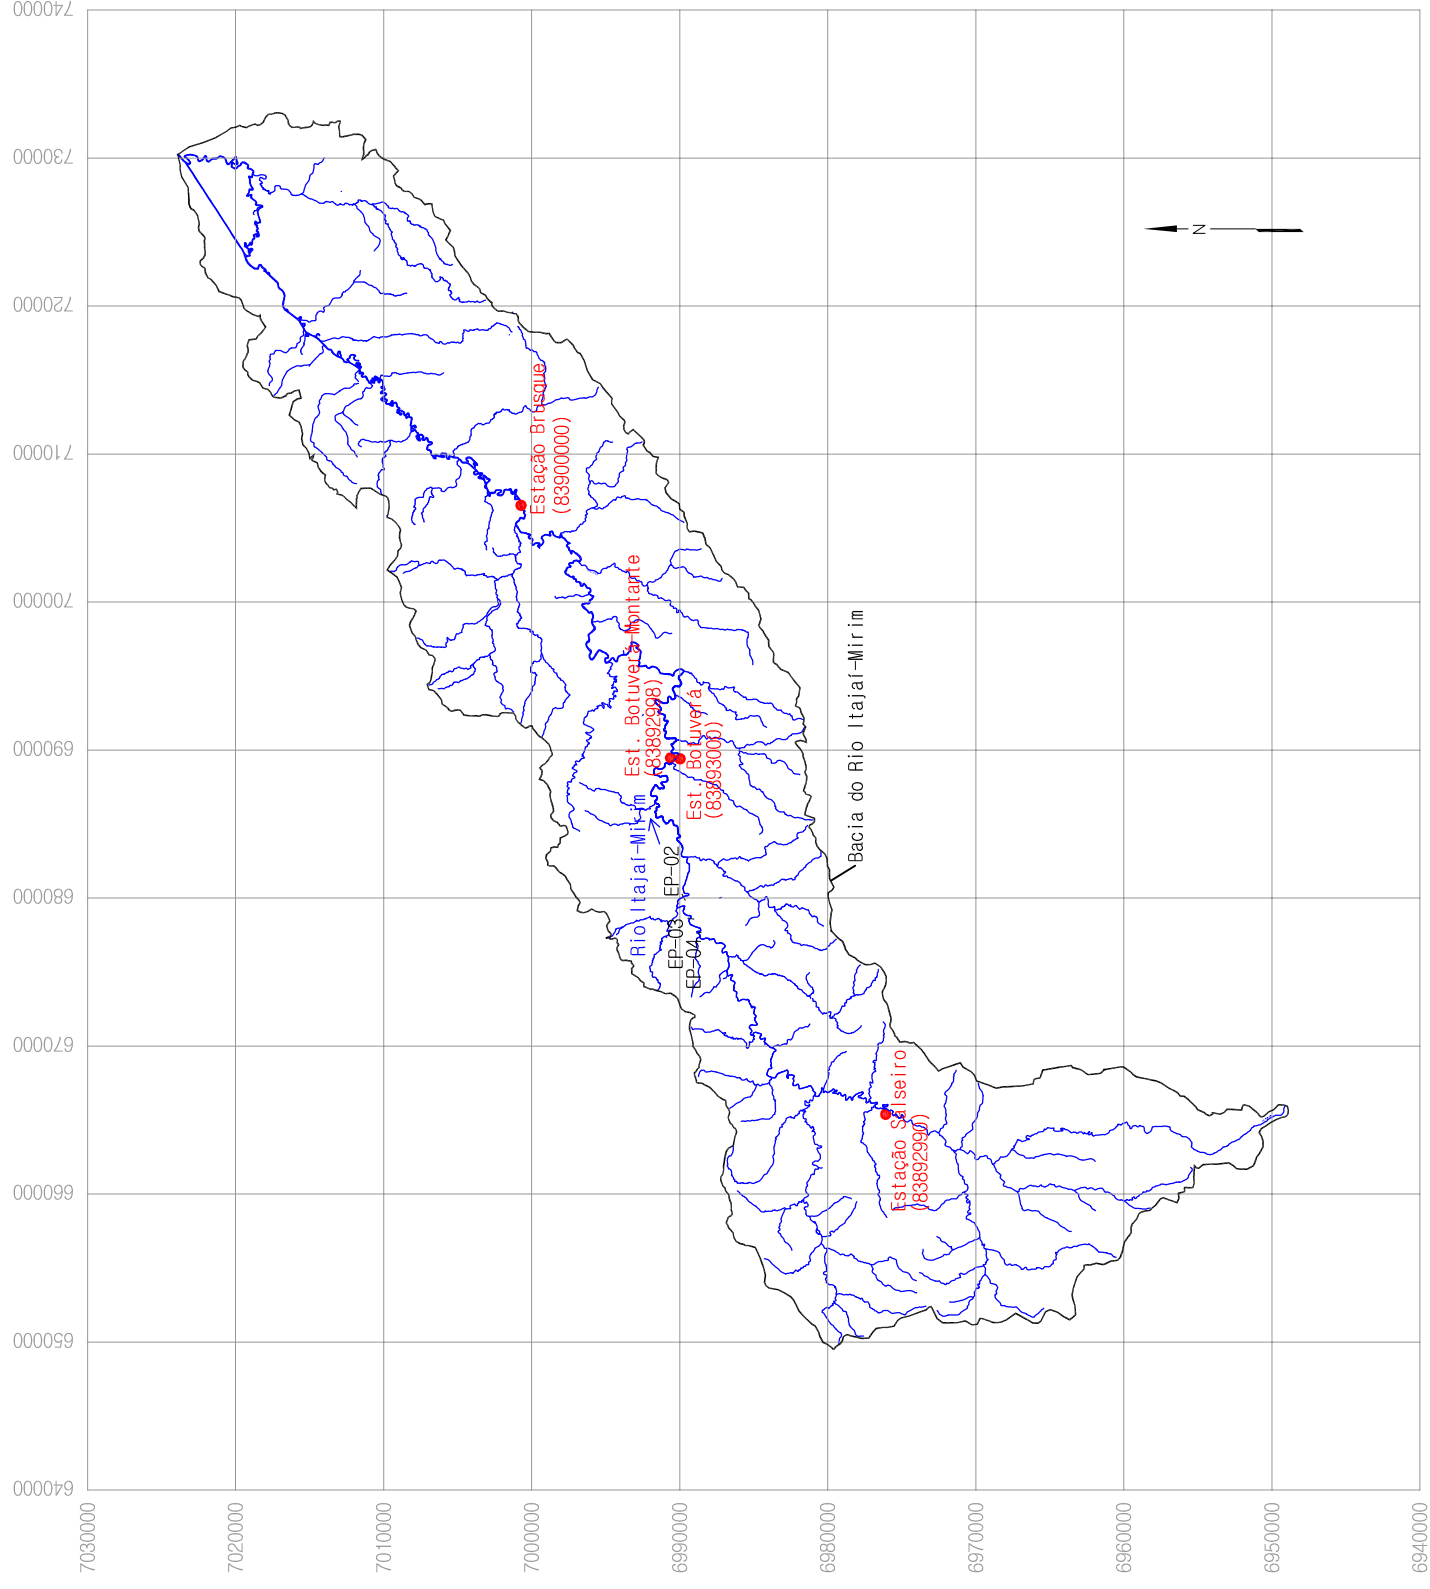 740000
730000
720000
710000
700000
690000
680000
670000
660000
650000
640000
7030000
7020000
7010000
7000000
6990000
6980000
6970000
6960000
6950000
6940000
N
Estação Brusque
(83900000)
Est. Botuverá-Montante
(83892998)
Est. Botuverá
(83893000)
Rio Itajaí-Mirim
Bacia do Rio Itajaí-Mirim
EP-02
EP-03
EP-04
Estação Salseiro
(83892990)